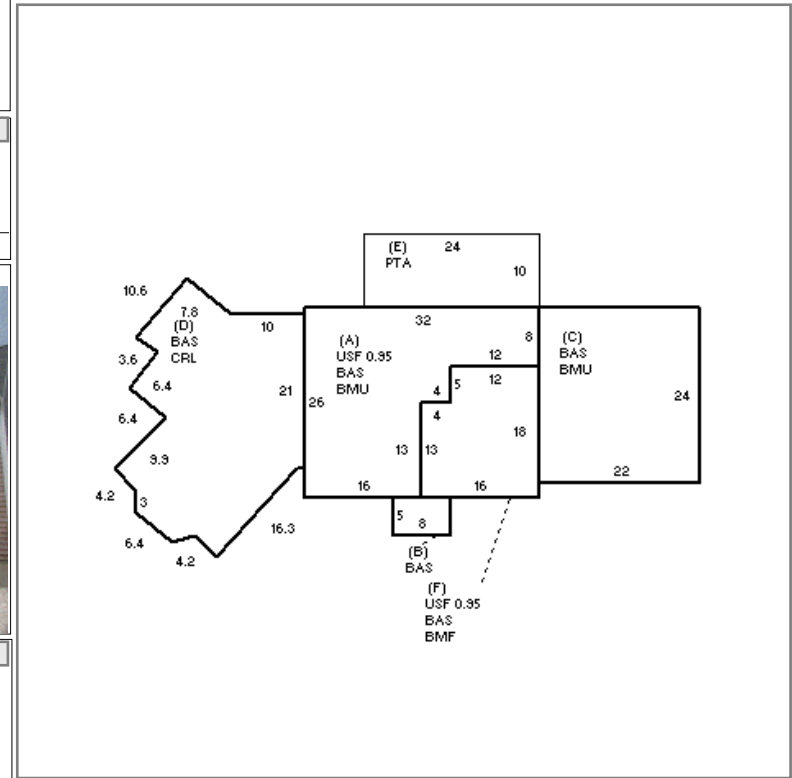 (E)
PTA
24
10
10.6
7.8
(D)
BAS
CRL
10
32
8
(A)
USF 0.95
BAS
BMU
(C)
BAS
BMU
12
12
3.6
6.4
21
26
4
5
4
24
6.4
18
13
13
9.9
16
16
22
4.2
3
5
8
6.4
16.3
4.2
(B)
BAS
(F)
USF 0.95
BAS
BMF